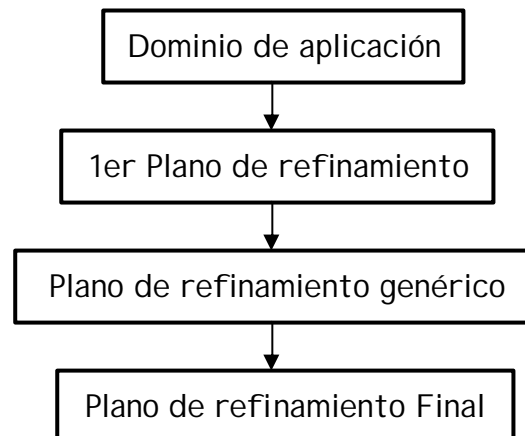 Dominio de aplicación
1er Plano de refinamiento
Plano de refinamiento genérico
Plano de refinamiento Final